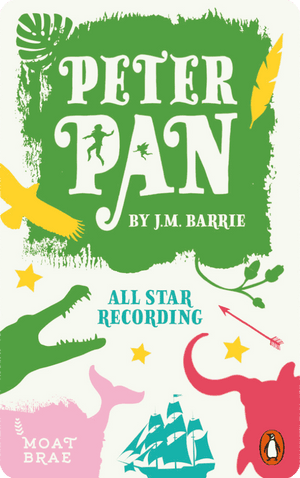 PETER
PAN
BY J.M. BARRIE
ALL STAR
RECORDING
MOAT
BRAE